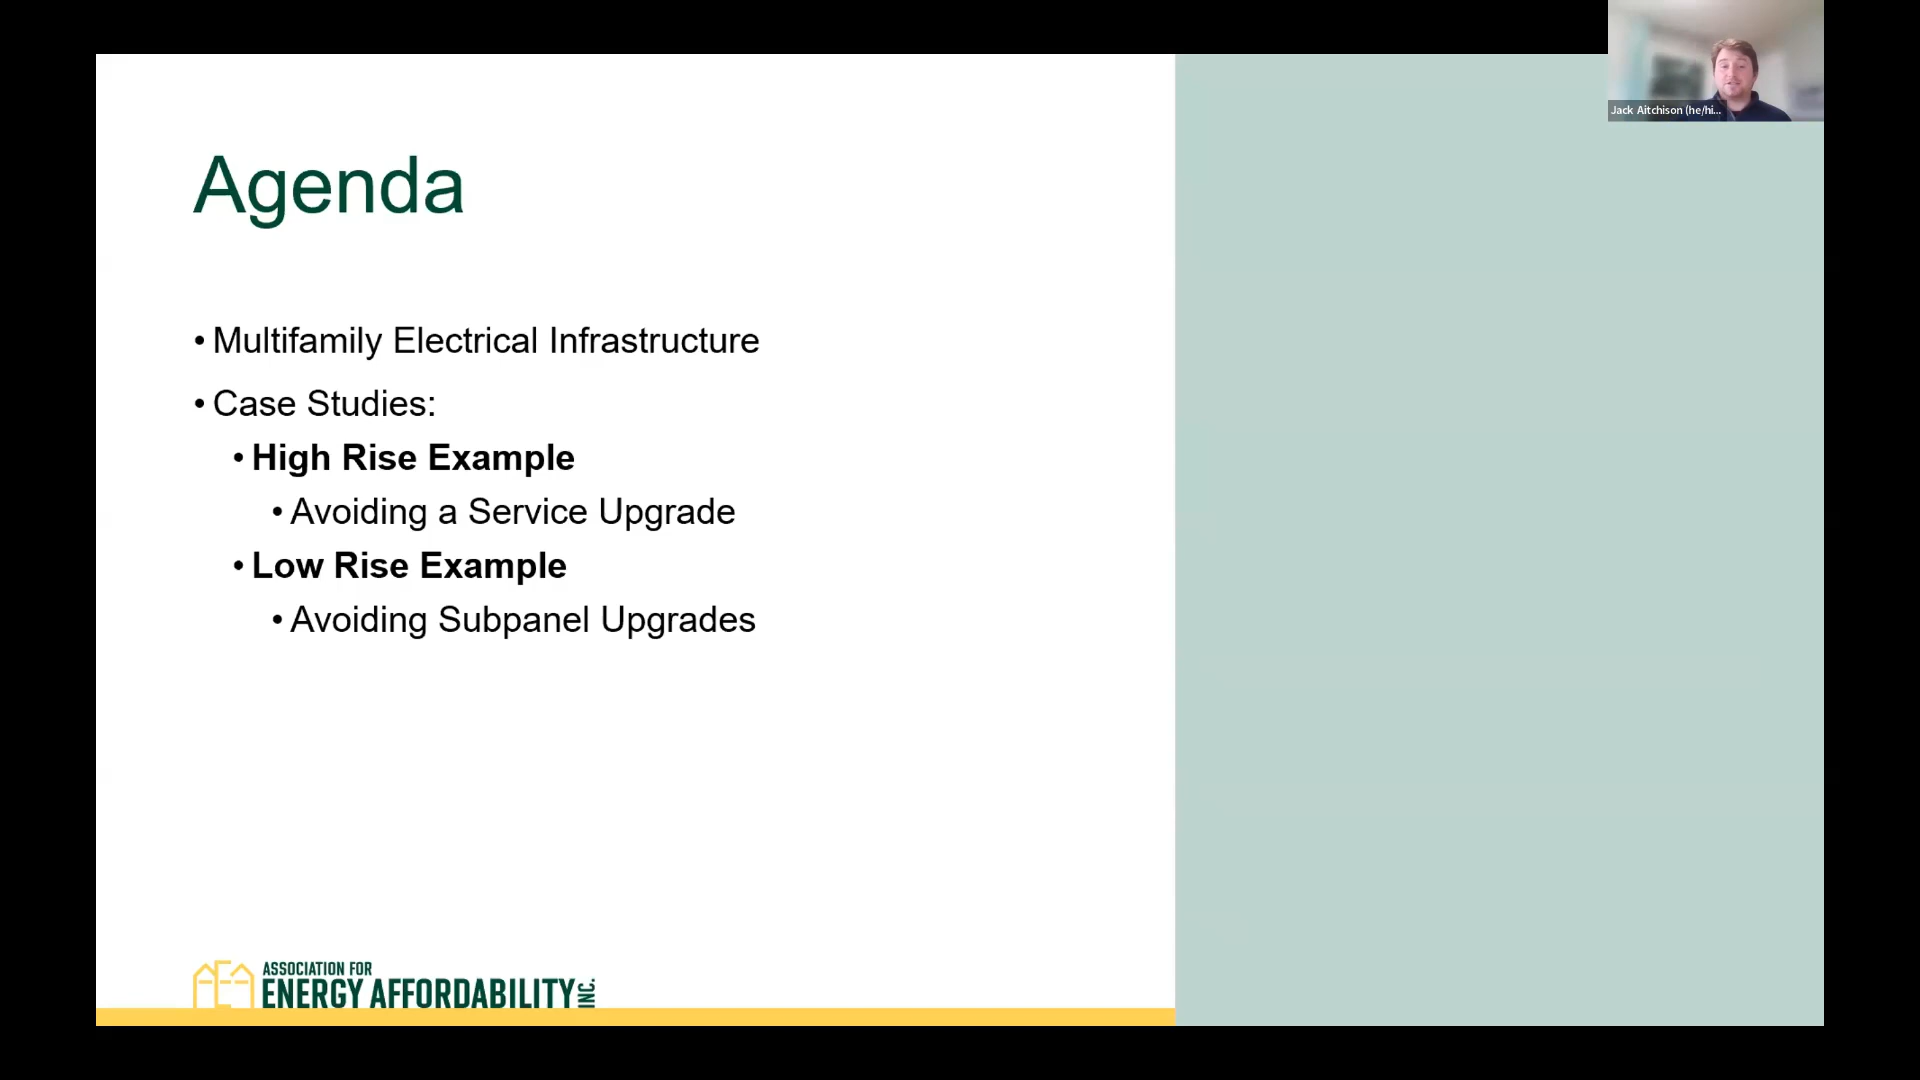 Jack Aitchison (he/hi...
Agenda
• Multifamily Electrical Infrastructure
• Case Studies:
• High Rise Example
• Avoiding a Service Upgrade
• Low Rise Example
• Avoiding Subpanel Upgrades
ASSOCIATION FOR
ENERGY AFFORDABILITY INC.